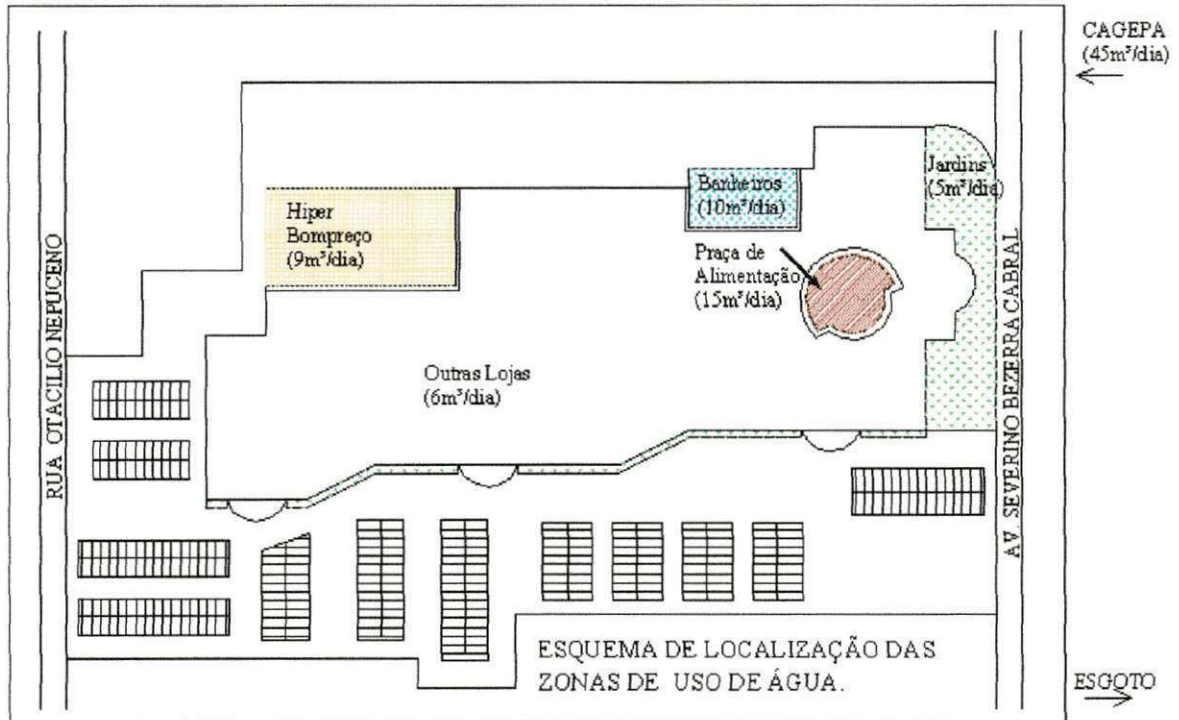 CAGEPA
(45m³/dia)
Jardins
(5m³/dia)
Banheiros
(10m³/dia)
Hiper
Bompreço
(9m³/dia)
Praça de
Alimentação
(15m³/dia)
Outras Lojas
(6m³/dia)
RUA OTACILIO NEPUCENO
AV. SEVERINO BEZERRA CABRAL
ESQUEMA DE LOCALIZAÇÃO DAS
ZONAS DE USO DE ÁGUA.
ESGOTO